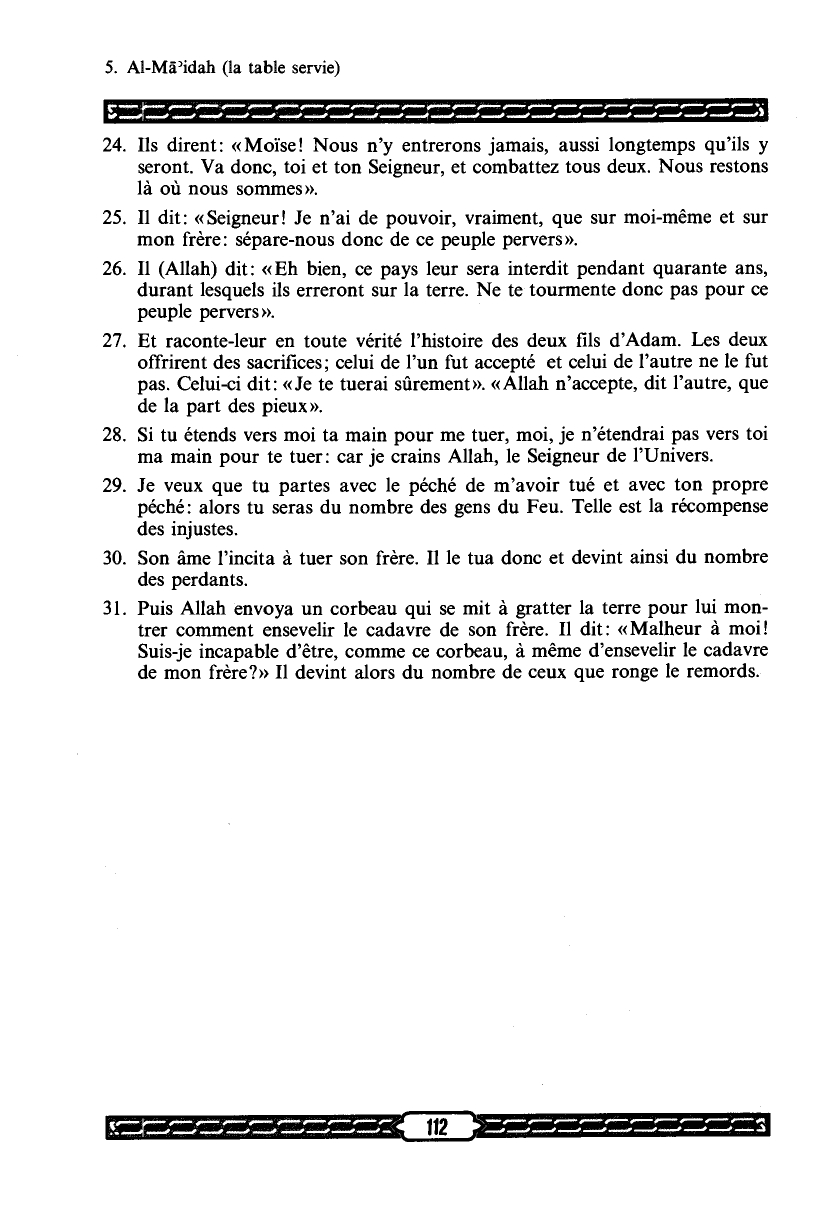 5. Al-Māʾidah (la table servie)
24. Ils dirent: «Moïse! Nous n’y entrerons jamais, aussi longtemps qu’ils y
seront. Va donc, toi et ton Seigneur, et combattez tous deux. Nous restons
là où nous sommes».
25. Il dit: «Seigneur! Je n’ai de pouvoir, vraiment, que sur moi-même et sur
mon frère: sépare-nous donc de ce peuple pervers».
26. Il (Allah) dit: «Eh bien, ce pays leur sera interdit pendant quarante ans,
durant lesquels ils erreront sur la terre. Ne te tourmente donc pas pour ce
peuple pervers».
27. Et raconte-leur en toute vérité l’histoire des deux fils d’Adam. Les deux
offrirent des sacrifices; celui de l’un fut accepté et celui de l’autre ne le fut
pas. Celui-ci dit: «Je te tuerai sûrement». «Allah n’accepte, dit l’autre, que
de la part des pieux».
28. Si tu étends vers moi ta main pour me tuer, moi, je n’étendrai pas vers toi
ma main pour te tuer: car je crains Allah, le Seigneur de l’Univers.
29. Je veux que tu partes avec le péché de m’avoir tué et avec ton propre
péché: alors tu seras du nombre des gens du Feu. Telle est la récompense
des injustes.
30. Son âme l’incita à tuer son frère. Il le tua donc et devint ainsi du nombre
des perdants.
31. Puis Allah envoya un corbeau qui se mit à gratter la terre pour lui mon-
trer comment ensevelir le cadavre de son frère. Il dit: «Malheur à moi!
Suis-je incapable d’être, comme ce corbeau, à même d’ensevelir le cadavre
de mon frère?» Il devint alors du nombre de ceux que ronge le remords.
112